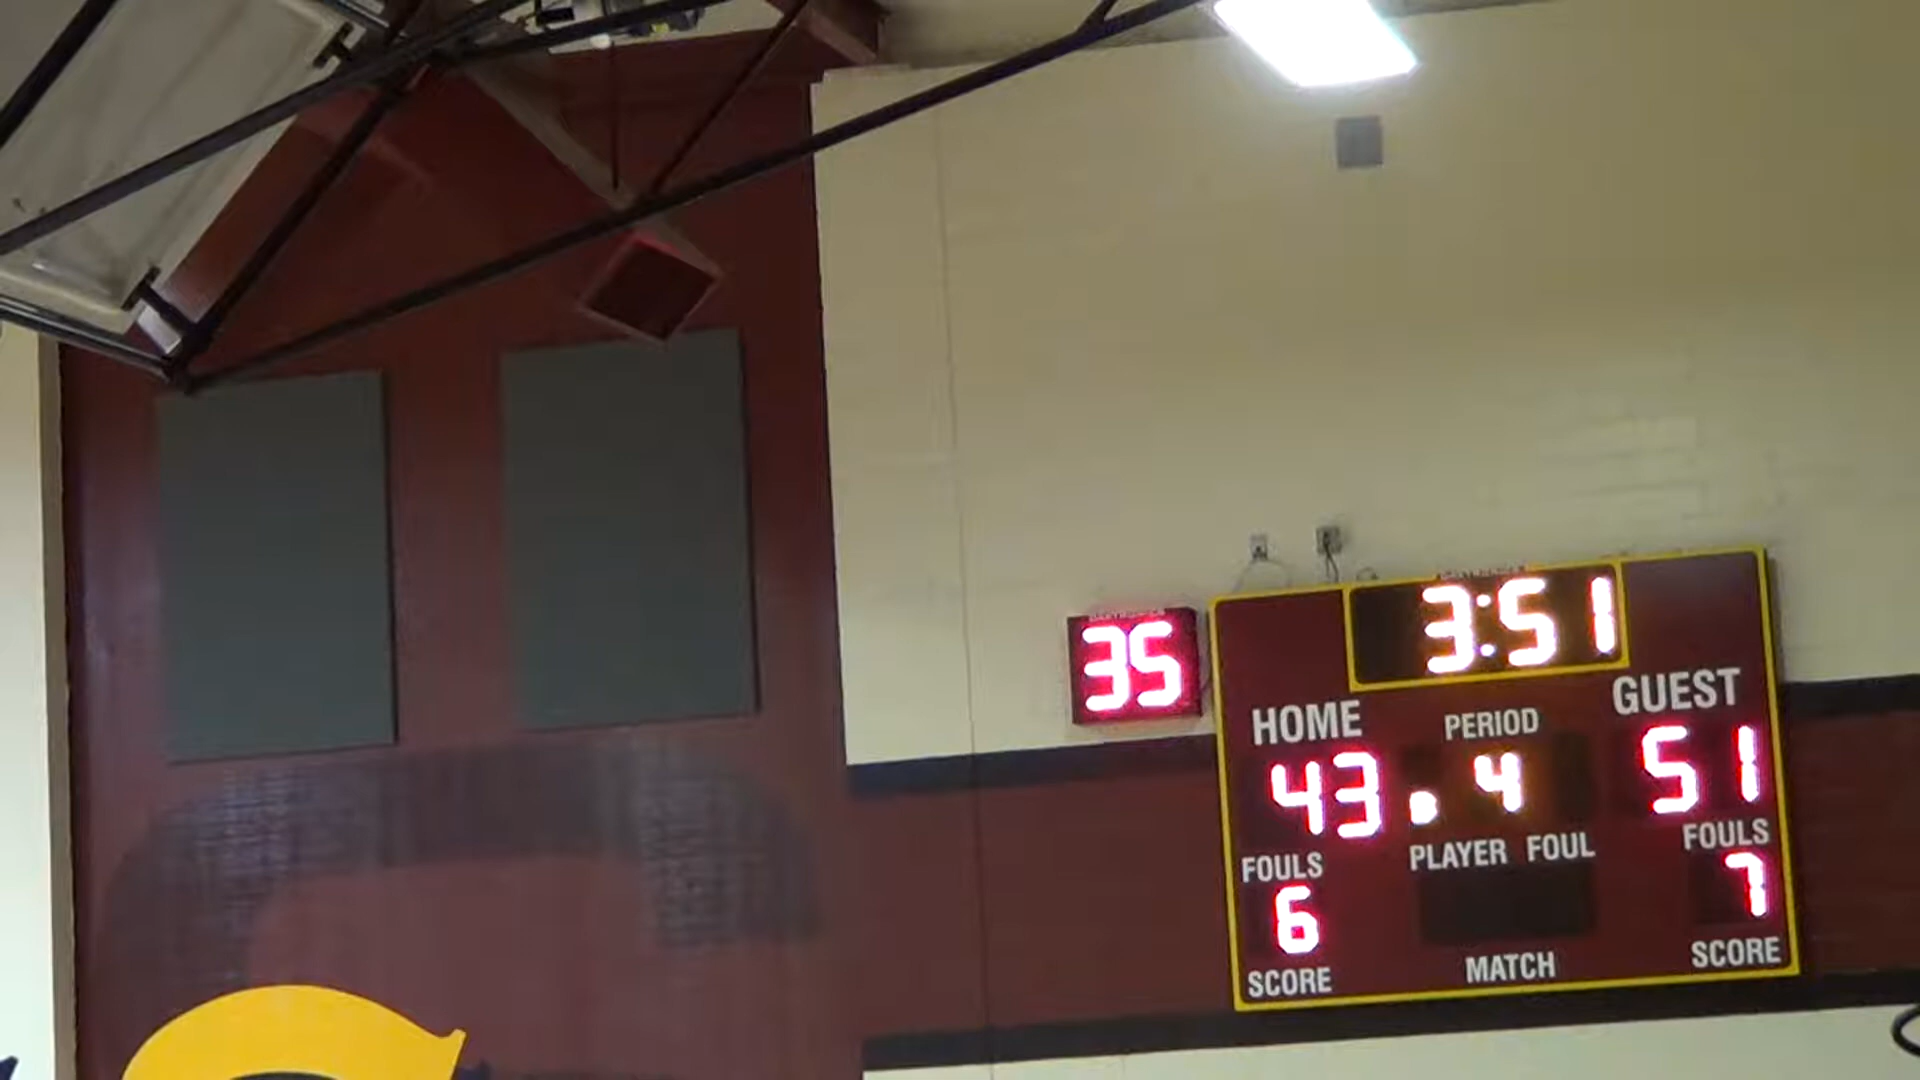 3:51
35
HOME PERIOD GUEST
43 4 51
FOULS PLAYER FOUL FOULS
6 7
SCORE MATCH SCORE